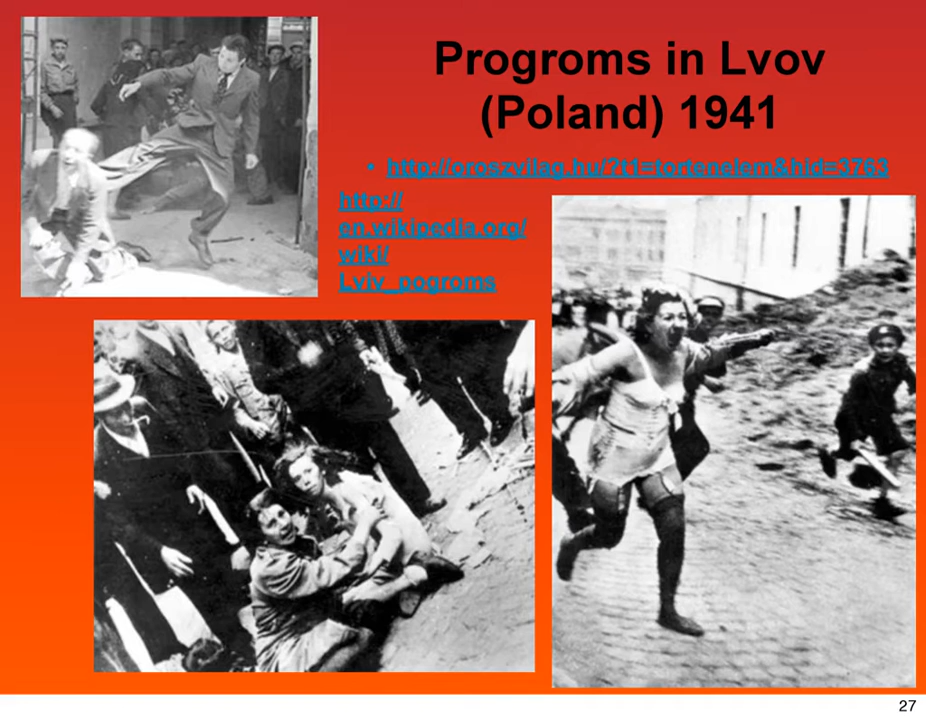 Progroms in Lvov
(Poland) 1941
• http://oroszvilag.hu/?t1=tortenelem&hid=3763
http://
en.wikipedia.org/
wiki/
Lviv_pogroms
27